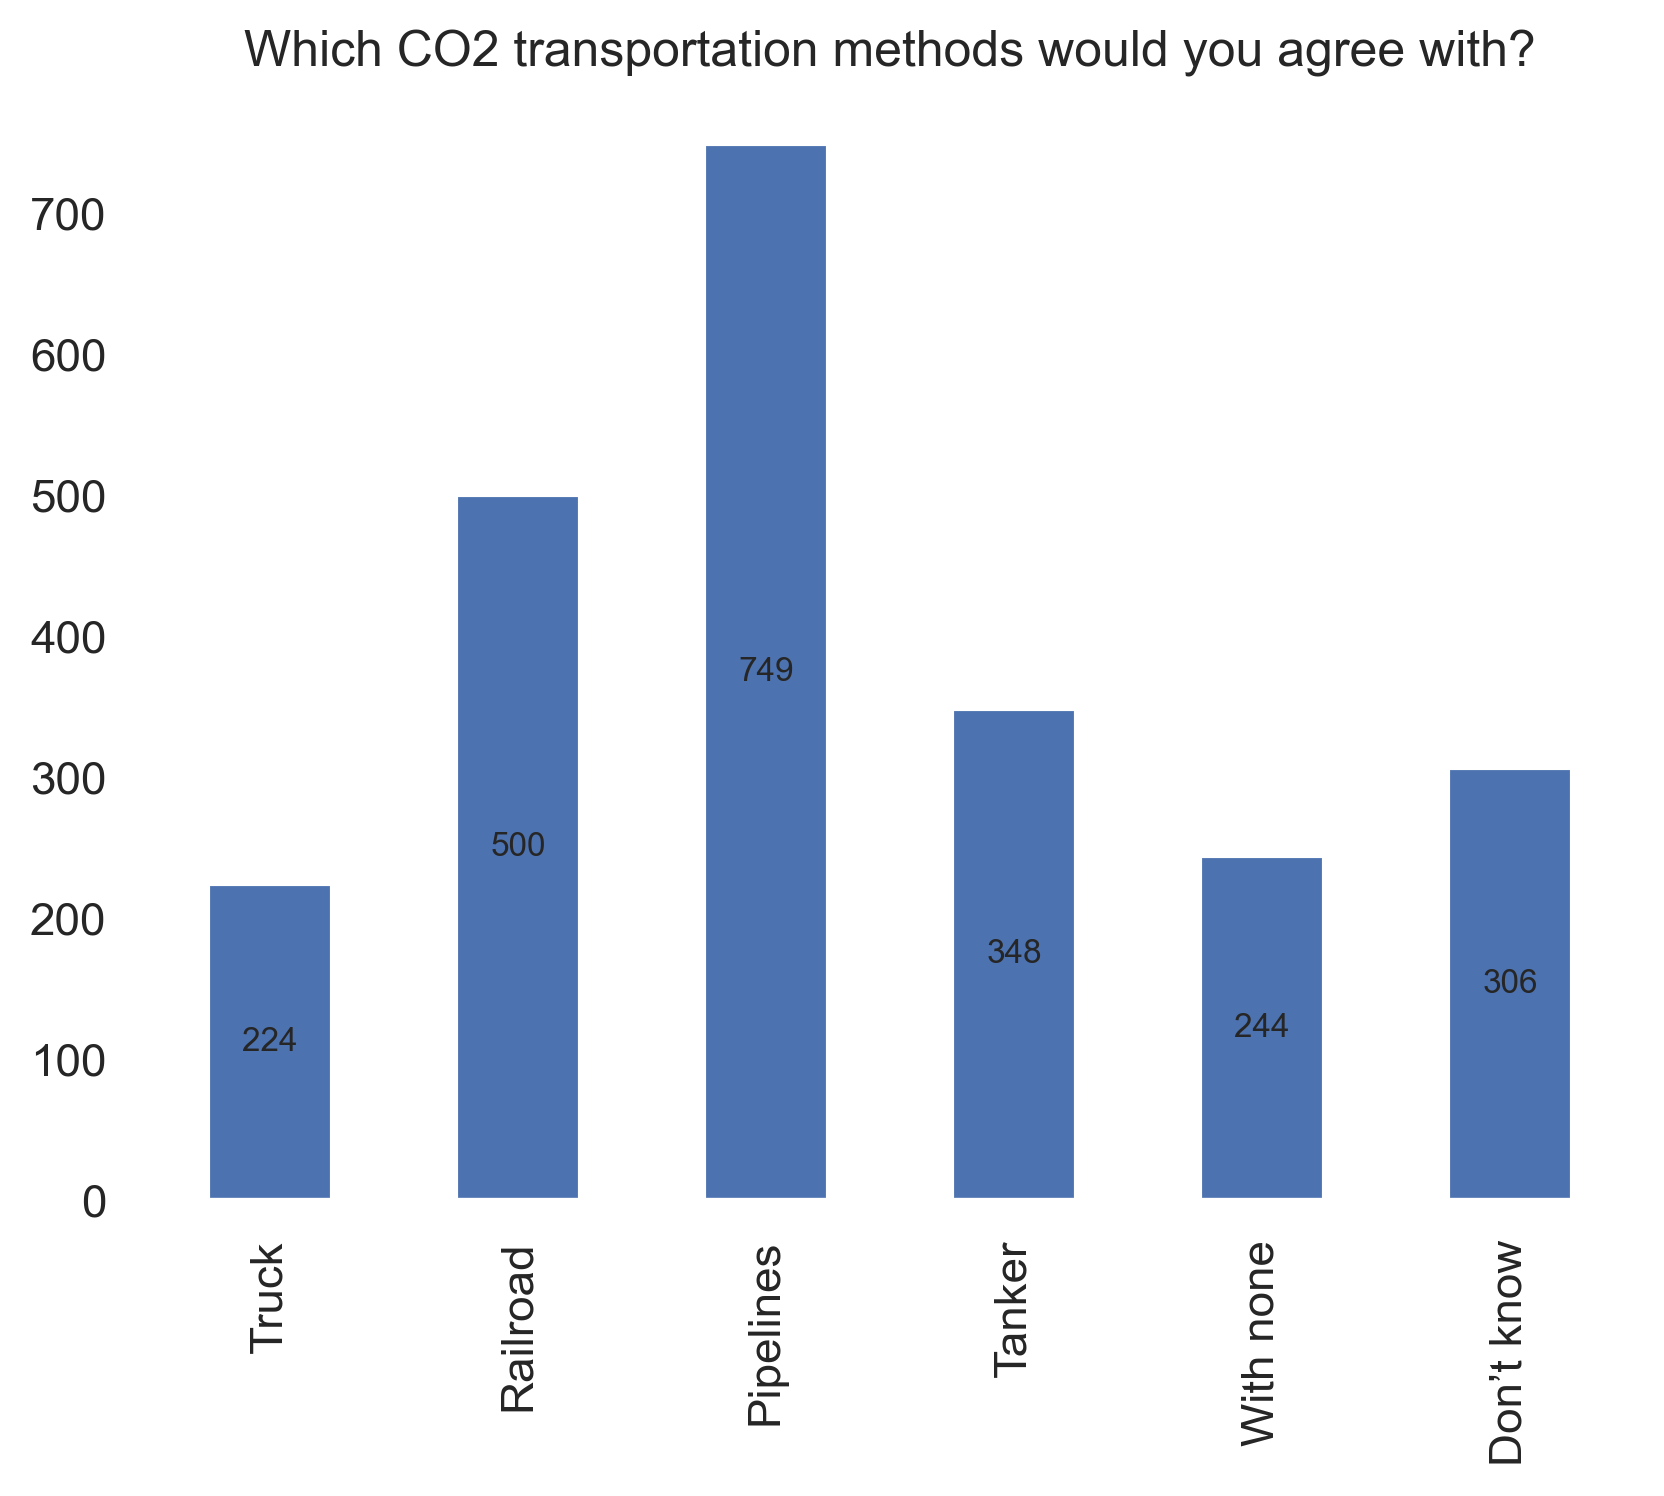 Which CO2 transportation methods would you agree with?
700
600
500
400
300
200
100
0
224
500
749
348
244
306
Truck
Railroad
Pipelines
Tanker
With none
Don’t know